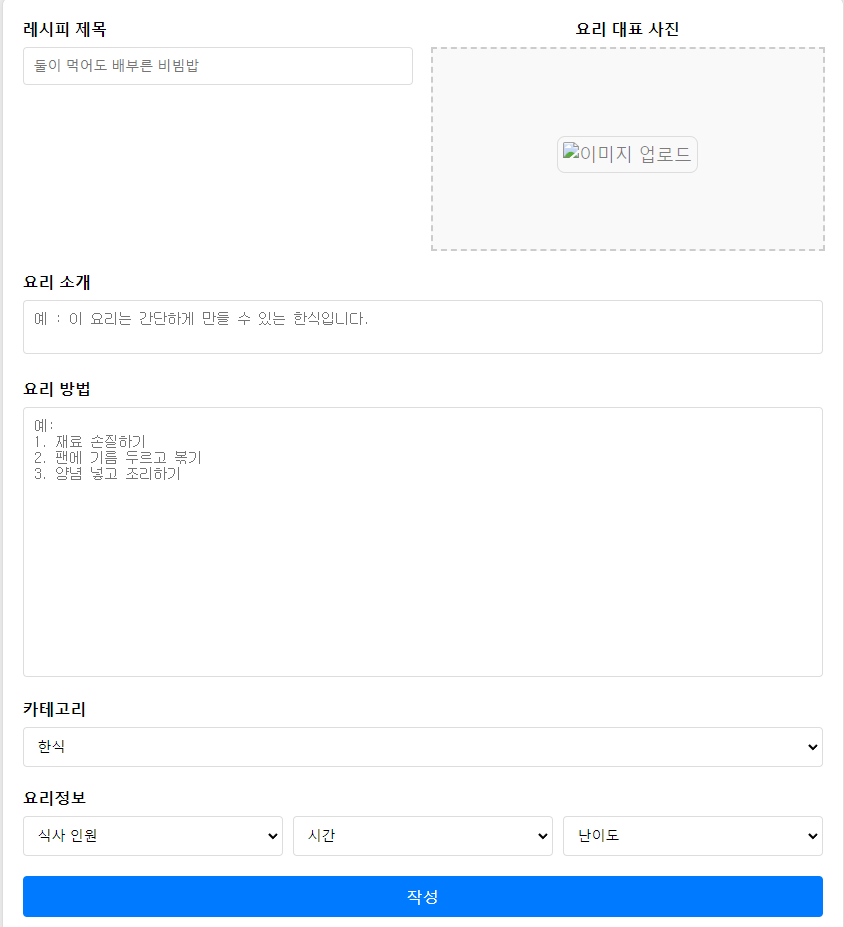 레시피 제목
요리 대표 사진
둘이 먹어도 배부른 비빔밥
이미지 업로드
요리 소개
예 : 이 요리는 간단하게 만들 수 있는 한식입니다.
요리 방법
예:
1. 재료 손질하기
2. 팬에 기름 두르고 볶기
3. 양념 넣고 조리하기
카테고리
한식
요리정보
식사 인원
시간
난이도
작성